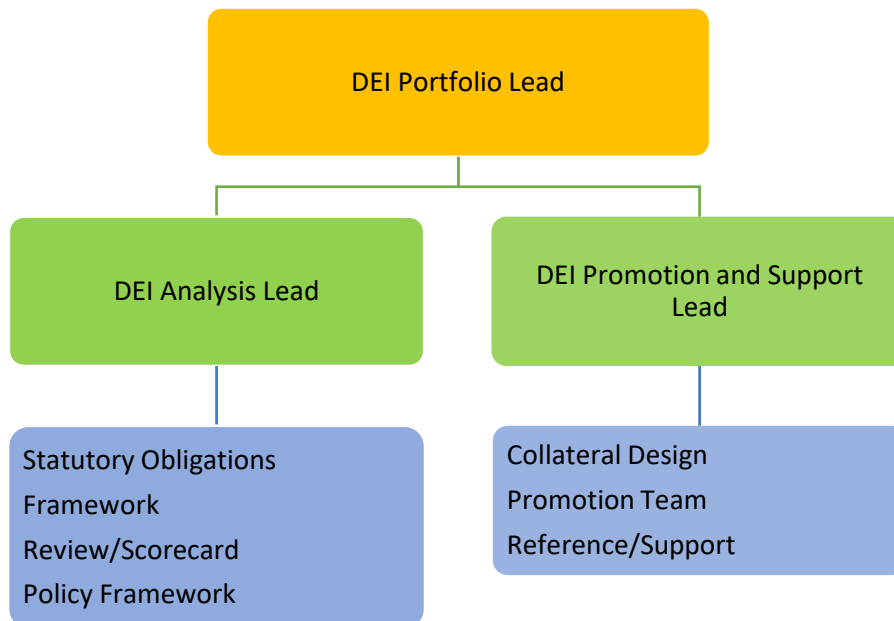 DEI Portfolio Lead
DEI Analysis Lead
DEI Promotion and Support
Lead
Statutory Obligations
Framework
Review/Scorecard
Policy Framework
Collateral Design
Promotion Team
Reference/Support